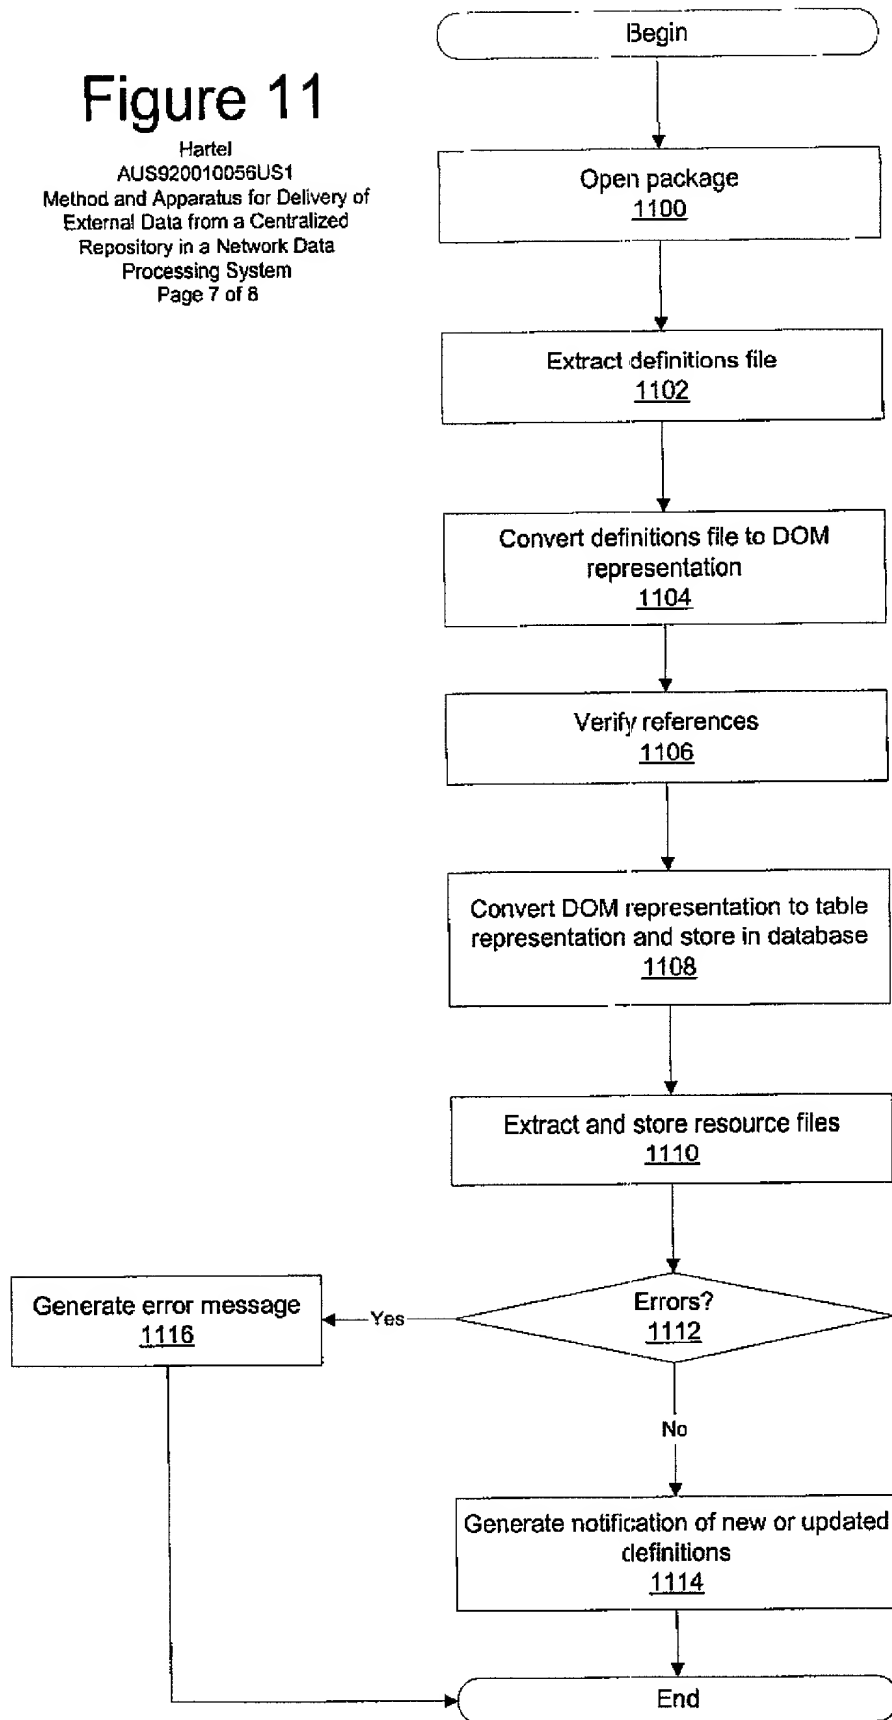 Begin
Figure 11
Hartel
AUS920010056US1
Method and Apparatus for Delivery of
External Data from a Centralized
Repository in a Network Data
Processing System
Page 7 of 8
Open package
1100
Extract definitions file
1102
Convert definitions file to DOM
representation
1104
Verify references
1106
Convert DOM representation to table
representation and store in database
1108
Extract and store resource files
1110
Errors?
1112
Yes
Generate error message
1116
No
Generate notification of new or updated
definitions
1114
End